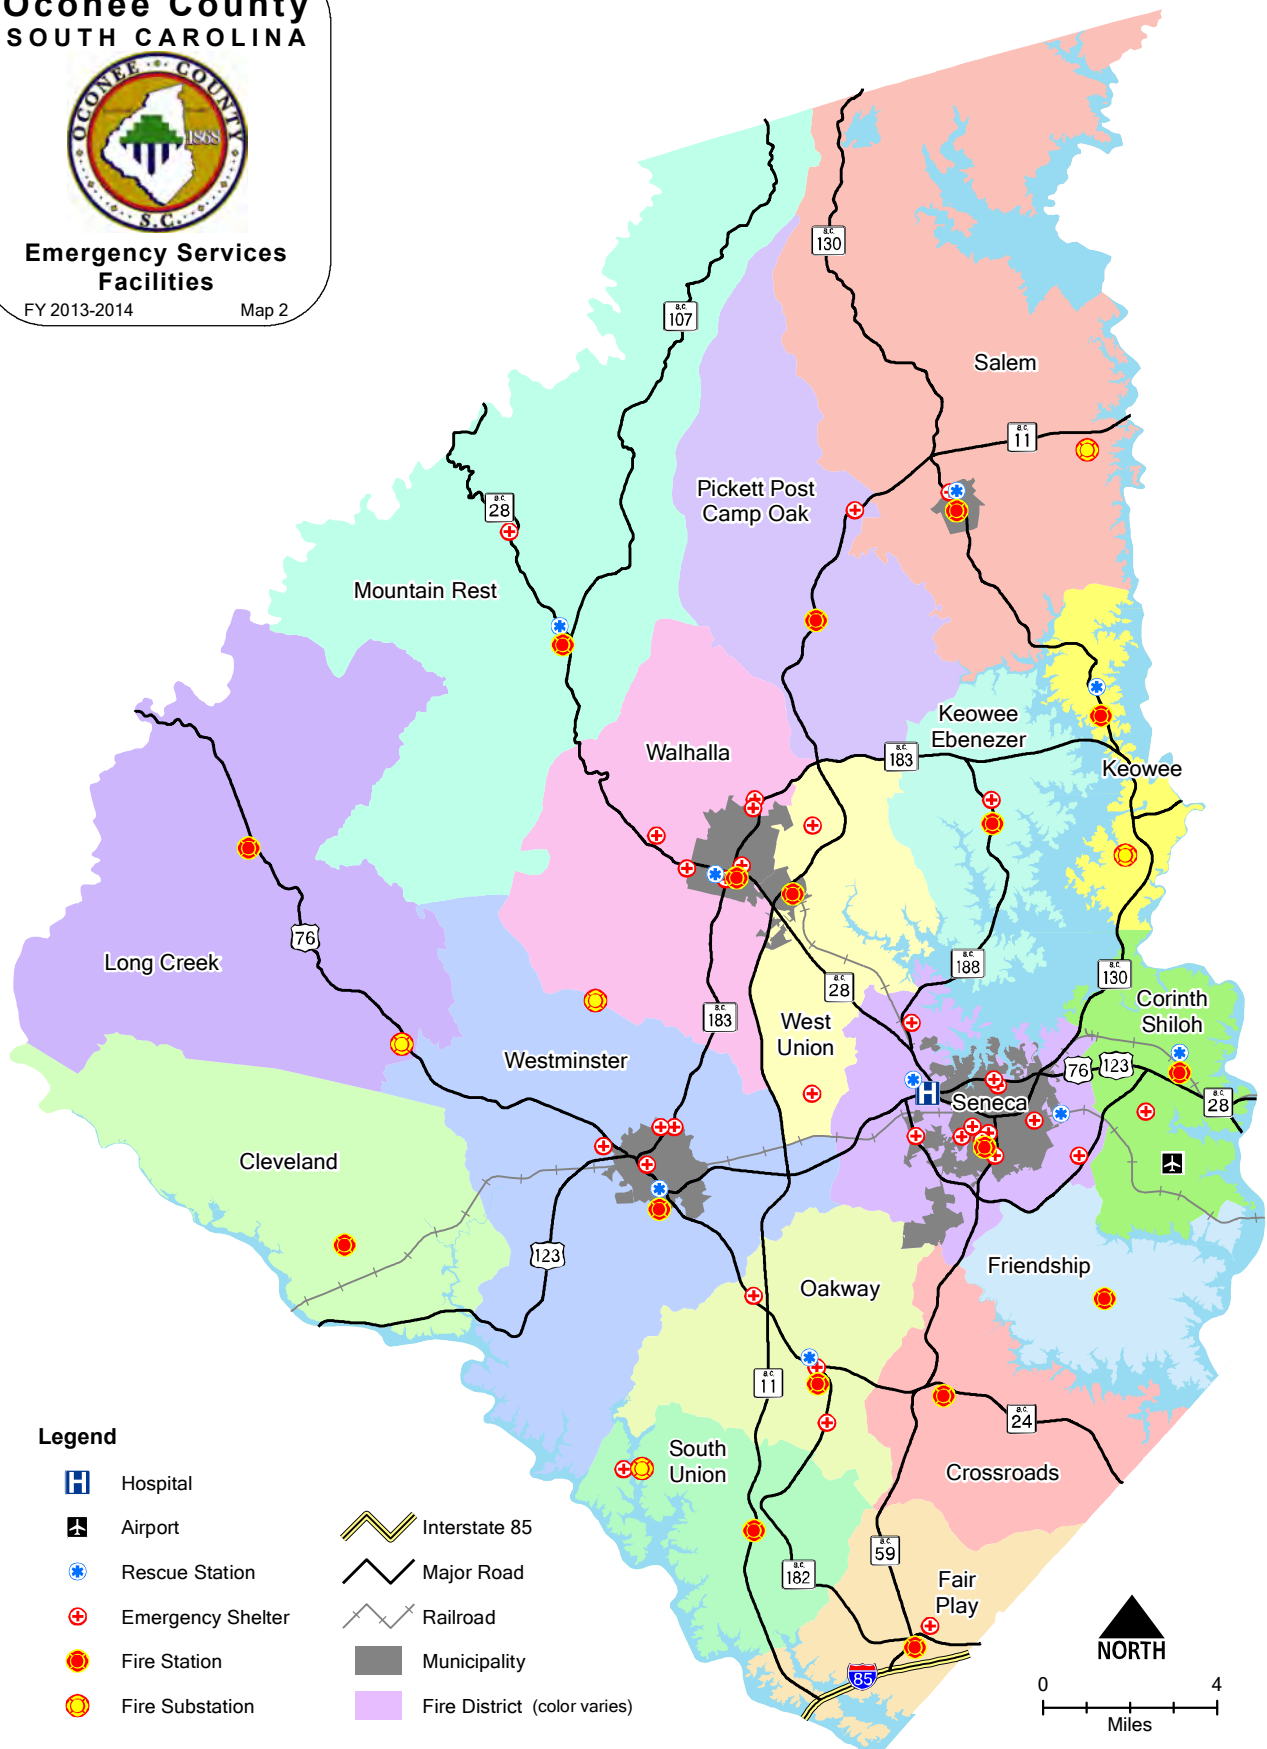 Oconee County
SOUTH CAROLINA
OCONEE COUNTY
1868
S.C.
Emergency Services
Facilities
FY 2013-2014 Map 2
S.C.
130
S.C.
107
Salem
S.C.
11
Pickett Post
Camp Oak
S.C.
28
Mountain Rest
Keowee
Ebenezer
Walhalla
S.C.
183
Keowee
76
Long Creek
S.C.
188
S.C.
130
S.C.
28
Corinth
Shiloh
S.C.
183
West
Union
Westminster
76
123
Seneca
S.C.
28
Cleveland
123
Friendship
Oakway
S.C.
11
S.C.
24
South
Union
Crossroads
S.C.
59
S.C.
182
Fair
Play
85
Legend
Hospital
Airport
Interstate 85
Rescue Station
Major Road
Emergency Shelter
Railroad
Fire Station
Municipality
Fire Substation
Fire District (color varies)
NORTH
0 4
Miles